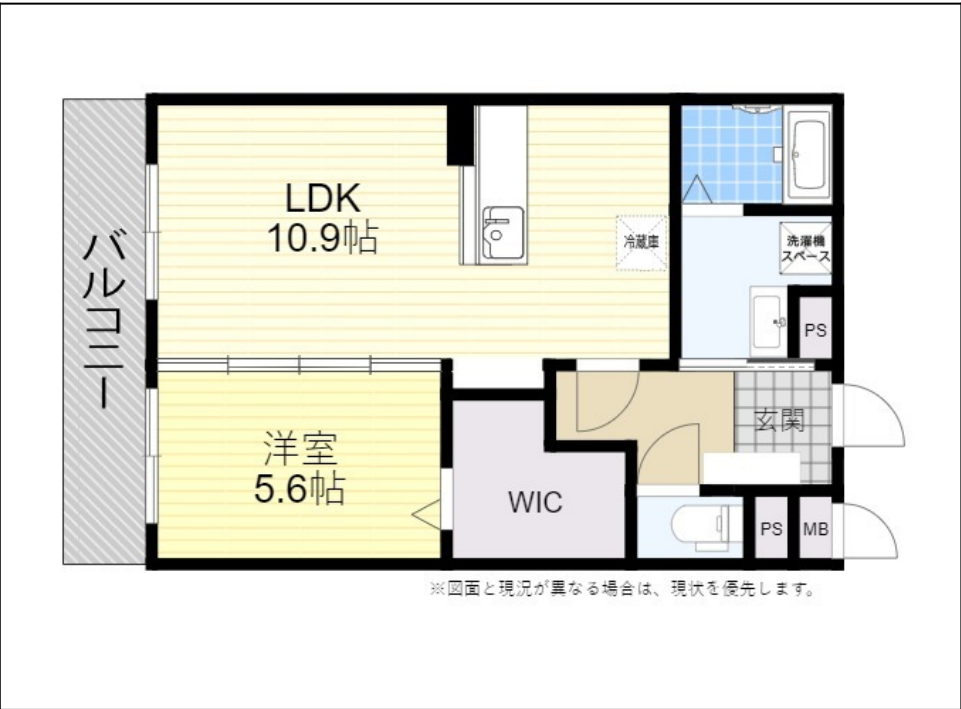 LDK
10.9帖
冷蔵庫
洗濯機
スペース
バルコニー
PS
玄関
洋室
5.6帖
WIC
PS
MB
※図面と現況が異なる場合は、現状を優先します。